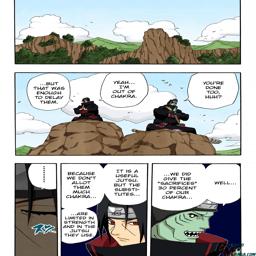 YOU'RE
DONE
TOO,
HUH?
YEAH...
I'M
OUT OF
CHAKRA.
...BUT
THAT WAS
ENOUGH TO
DELAY
THEM.
WELL...
...WE
DID GIVE
THE
"SACRIFICES"
30 PERCENT
OF OUR
CHAKRA...
IT IS A
USEFUL
JUTSU.
BUT THE
SUBSTI-
TUTES...
BECAUSE
WE DON'T
ALLOT
THEM
MUCH
CHAKRA...
...ARE
LIMITED IN
STRENGTH
AND IN THE
JUTSU
THEY USE.